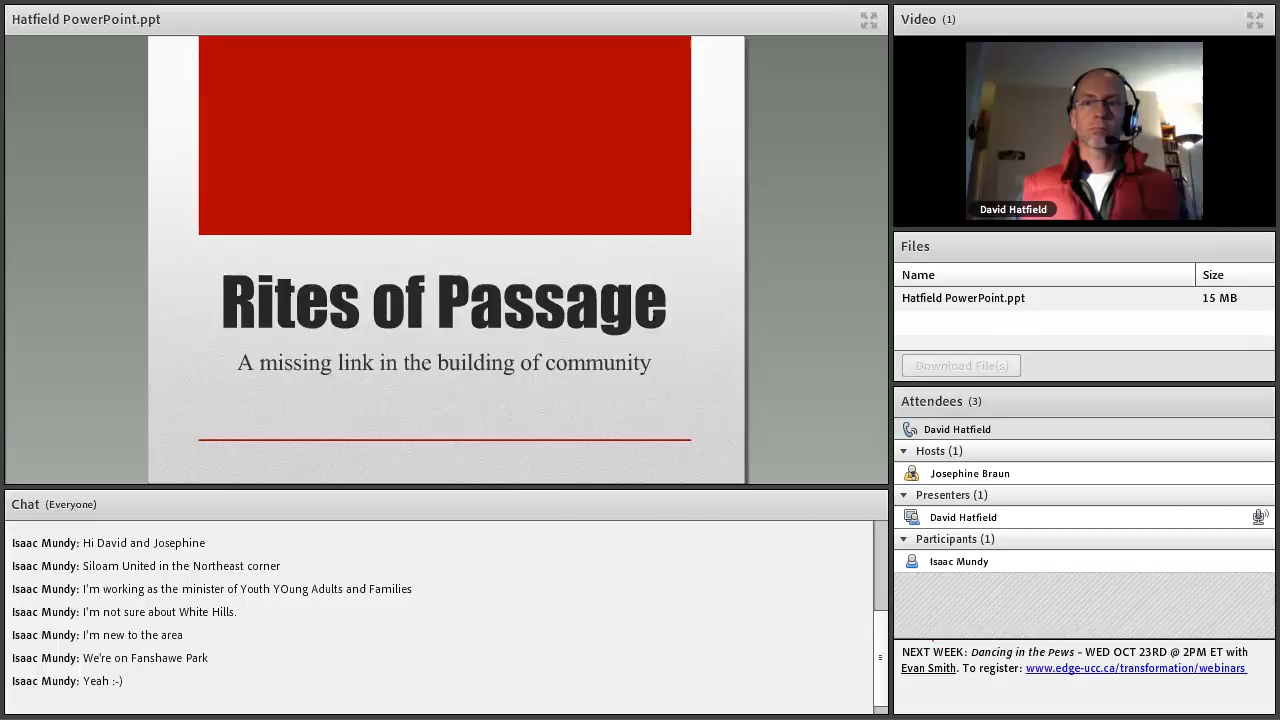 Hatfield PowerPoint.ppt
Rites of Passage
A missing link in the building of community
Chat (Everyone)
Isaac Mundy: Hi David and Josephine
Isaac Mundy: Siloam United in the Northeast corner
Isaac Mundy: I'm working as the minister of Youth YOung Adults and Families
Isaac Mundy: I'm not sure about White Hills.
Isaac Mundy: I'm new to the area
Isaac Mundy: We're on Fanshawe Park
Isaac Mundy: Yeah :-)
Video (1)
David Hatfield
Files
Name Size
Hatfield PowerPoint.ppt 15 MB
Download File(s)
Attendees (3)
David Hatfield
Hosts (1)
Josephine Braun
Presenters (1)
David Hatfield
Participants (1)
Isaac Mundy
NEXT WEEK: Dancing in the Pews - WED OCT 23RD @ 2PM ET with
Evan Smith. To register: www.edge-ucc.ca/transformation/webinars